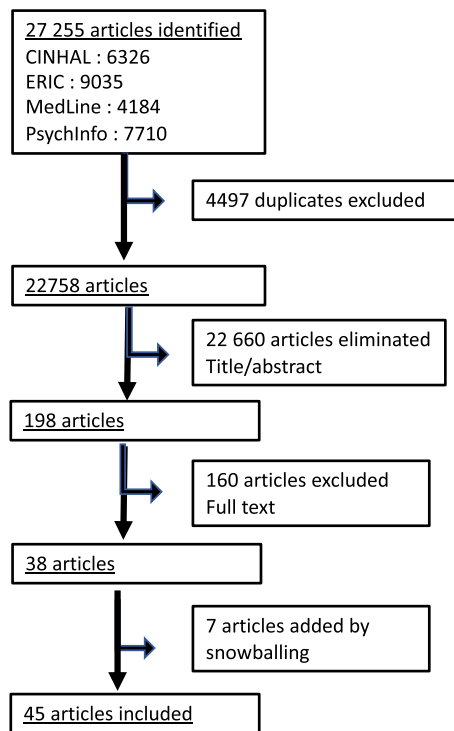 27 255 articles identified
CINHAL : 6326
ERIC : 9035
MedLine : 4184
PsychInfo : 7710
4497 duplicates excluded
22758 articles
22 660 articles eliminated
Title/abstract
198 articles
160 articles excluded
Full text
38 articles
7 articles added by
snowballing
45 articles included